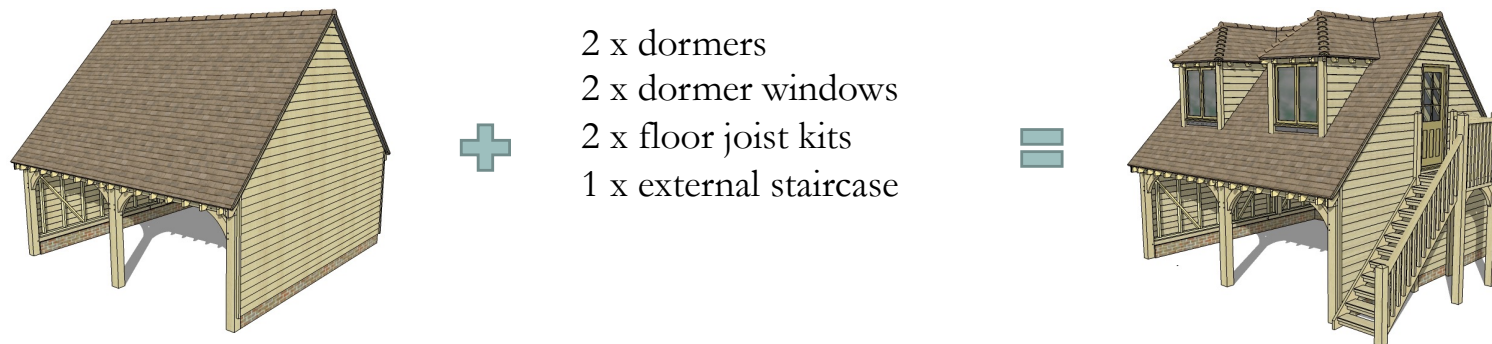 2 x dormers
2 x dormer windows
2 x floor joist kits
1 x external staircase